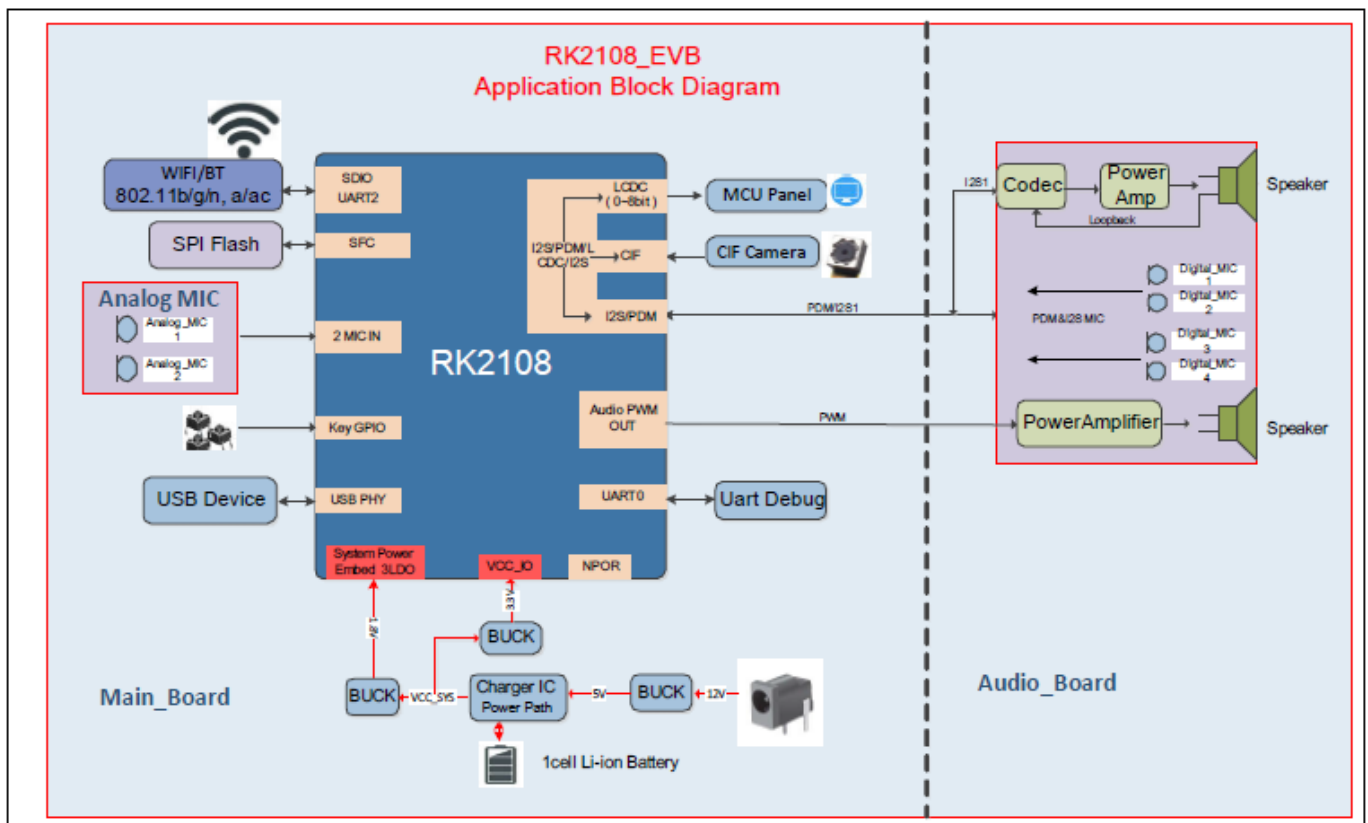 RK2108_EVB
Application Block Diagram
WIFI/BT
802.11b/g/n, a/ac
SPI Flash
Analog MIC
Analog_MIC
1
Analog_MIC
2
USB Device
SDIO
UART2
SFC
2 MIC IN
Key GPIO
USB PHY
System Power
Embed 3LDO
VCC_IO
NPOR
RK2108
LCDC
( 0~8bit )
I2S/PDM/L
CDC/I2S
CIF
I2S/PDM
Audio PWM
OUT
UART0
MCU Panel
CIF Camera
PDM/I2S1
PWM
Uart Debug
I2S1
Codec
Power
Amp
Loopback
Speaker
Digital_MIC
1
Digital_MIC
2
PDM&I2S MIC
Digital_MIC
3
Digital_MIC
4
PowerAmplifier
Speaker
1.8V
3.3V
BUCK
BUCK
VCC_SYS
Charger IC
Power Path
5V
BUCK
12V
1cell Li-ion Battery
Main_Board
Audio_Board